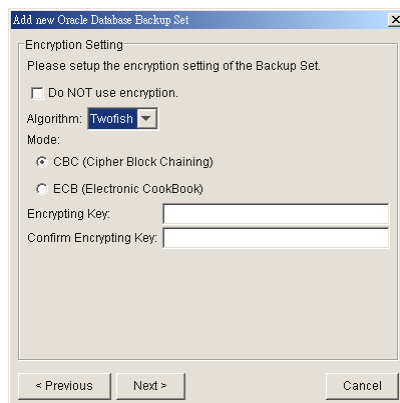 Add new Oracle Database Backup Set
Encryption Setting
Please setup the encryption setting of the Backup Set.
Do NOT use encryption.
Algorithm: Twofish
Mode:
CBC (Cipher Block Chaining)
ECB (Electronic CookBook)
Encrypting Key:
Confirm Encrypting Key:
< Previous Next > Cancel